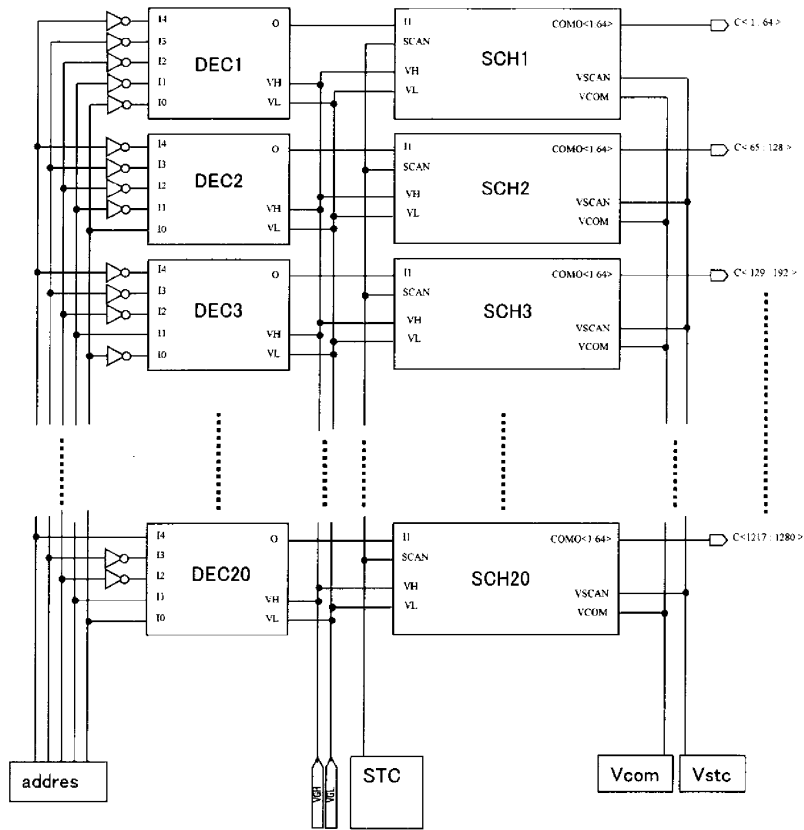 I4 O I1 COMO<1:64> C< 1 : 64 >
I3 SCAN
I2 DEC1 SCH1
I1 VH VH VSCAN
I0 VL VL VCOM
I4 O I1 COMO<1:64> C< 65 : 128 >
I3 SCAN
I2 DEC2 VH SCH2
I1 VH VL VSCAN
I0 VL VCOM
I4 O I1 COMO<1:64> C< 129 : 192 >
I3 SCAN
I2 DEC3 VH SCH3
I1 VH VL VSCAN
I0 VL VCOM
I4 O I1 COMO<1:64> C<1217 : 1280 >
I3 SCAN
I2 DEC20 VH SCH20
I1 VH VL VSCAN
I0 VL VCOM
addres VGH VGL STC Vcom Vstc